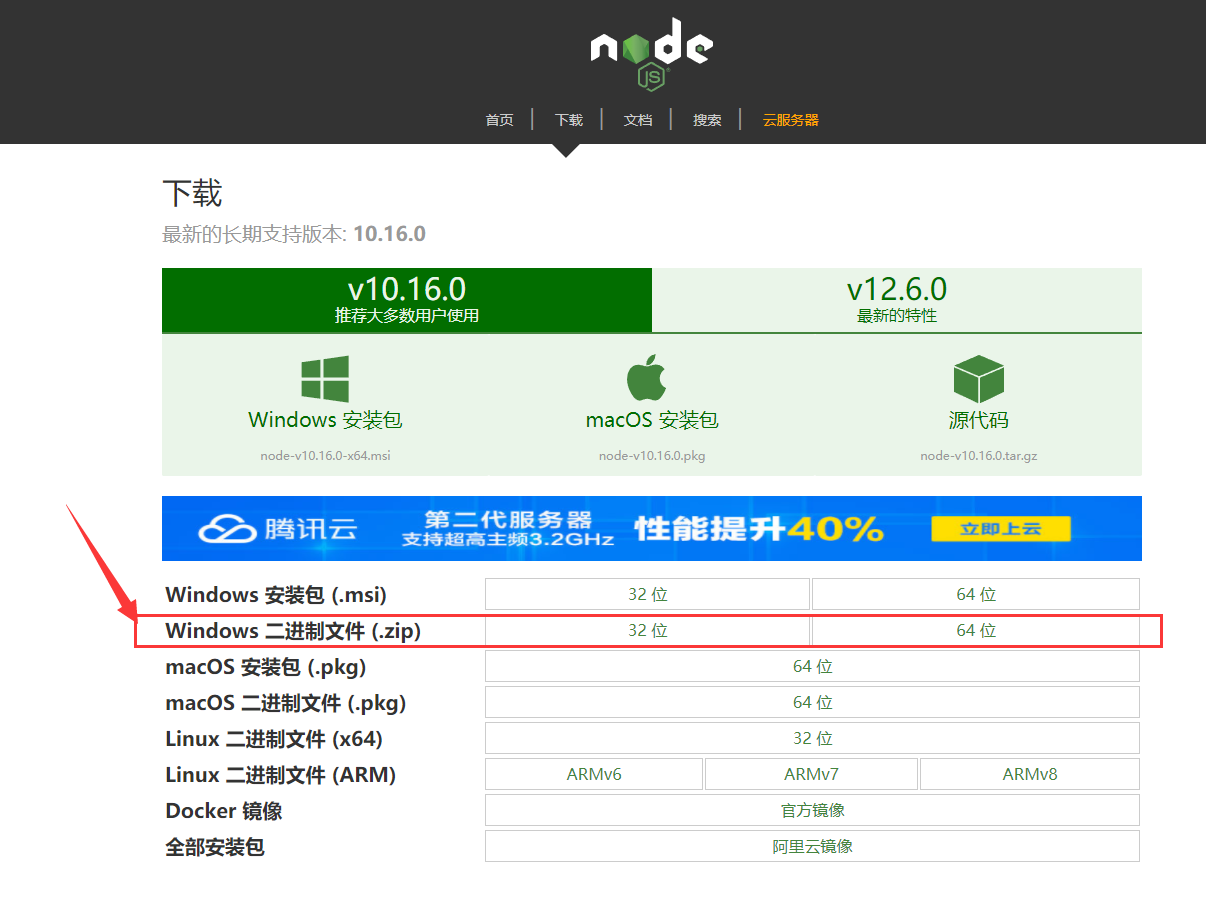 node
JS
首页 下载 文档 搜索 云服务器
下载
最新的长期支持版本: 10.16.0
v10.16.0 v12.6.0
推荐大多数用户使用 最新的特性
Windows 安装包 macOS 安装包 源代码
node-v10.16.0-x64.msi node-v10.16.0.pkg node-v10.16.0.tar.gz
腾讯云 第二代服务器 性能提升40% 立即上云
支持超高主频3.2GHz
Windows 安装包 (.msi) 32 位 64 位
Windows 二进制文件 (.zip) 32 位 64 位
macOS 安装包 (.pkg) 64 位
macOS 二进制文件 (.pkg) 64 位
Linux 二进制文件 (x64) 32 位
Linux 二进制文件 (ARM) ARMv6 ARMv7 ARMv8
Docker 镜像 官方镜像
全部安装包 阿里云镜像